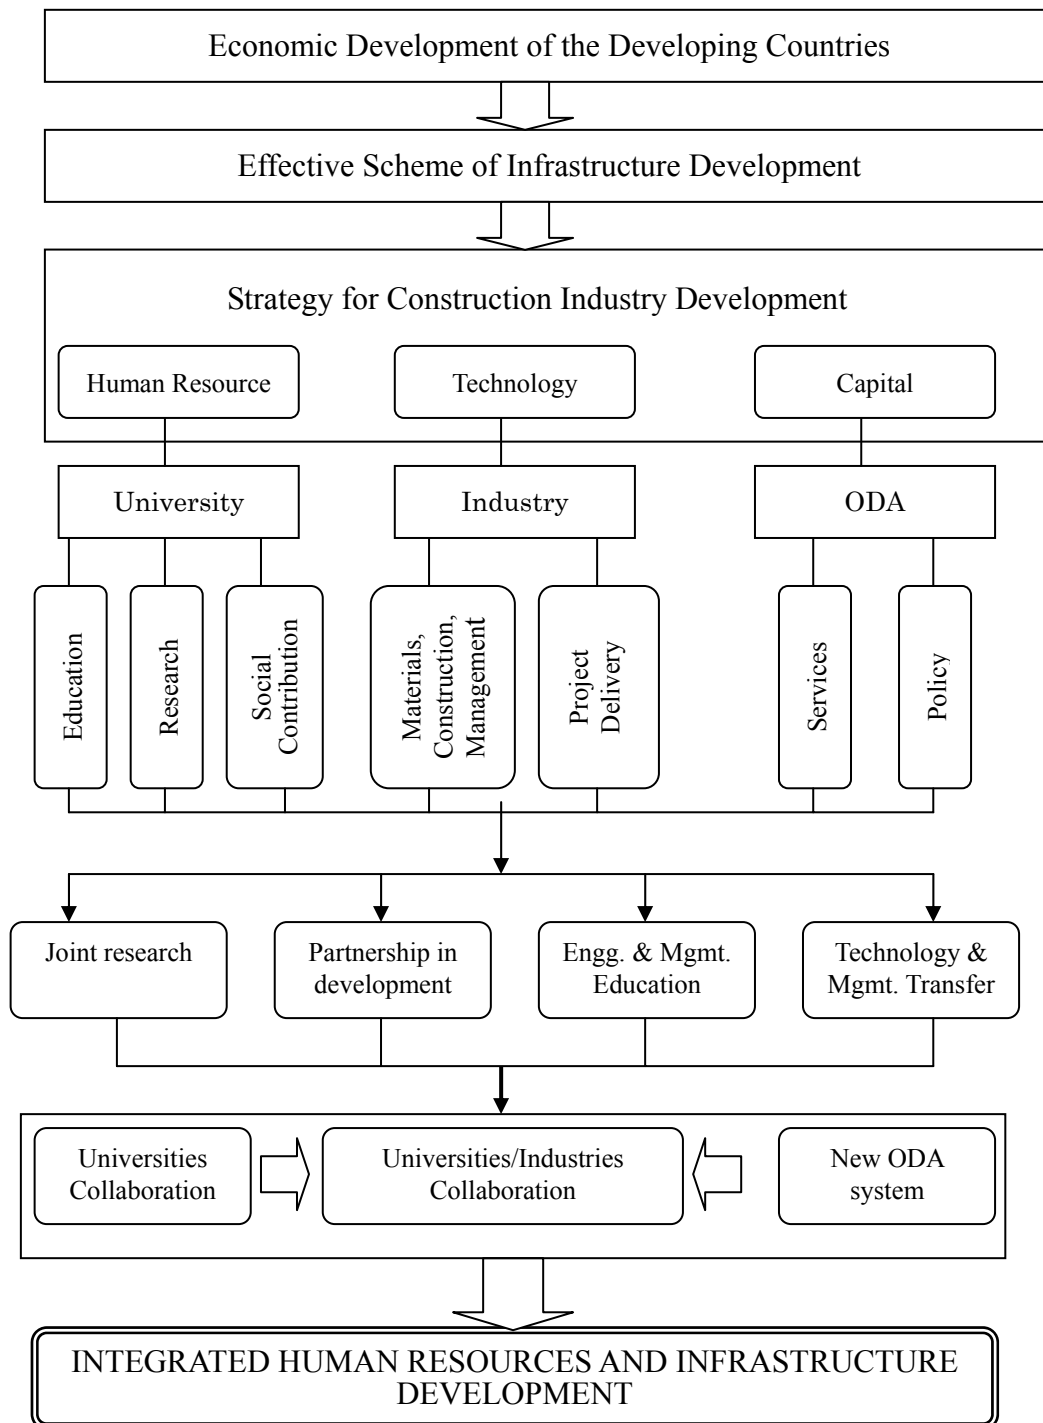 Economic Development of the Developing Countries
Effective Scheme of Infrastructure Development
Strategy for Construction Industry Development
Human Resource
Technology
Capital
University
Industry
ODA
Education
Research
Social
Contribution
Materials,
Construction,
Management
Project
Delivery
Services
Policy
Joint research
Partnership in
development
Engg. & Mgmt.
Education
Technology &
Mgmt. Transfer
Universities
Collaboration
Universities/Industries
Collaboration
New ODA
system
INTEGRATED HUMAN RESOURCES AND INFRASTRUCTURE
DEVELOPMENT